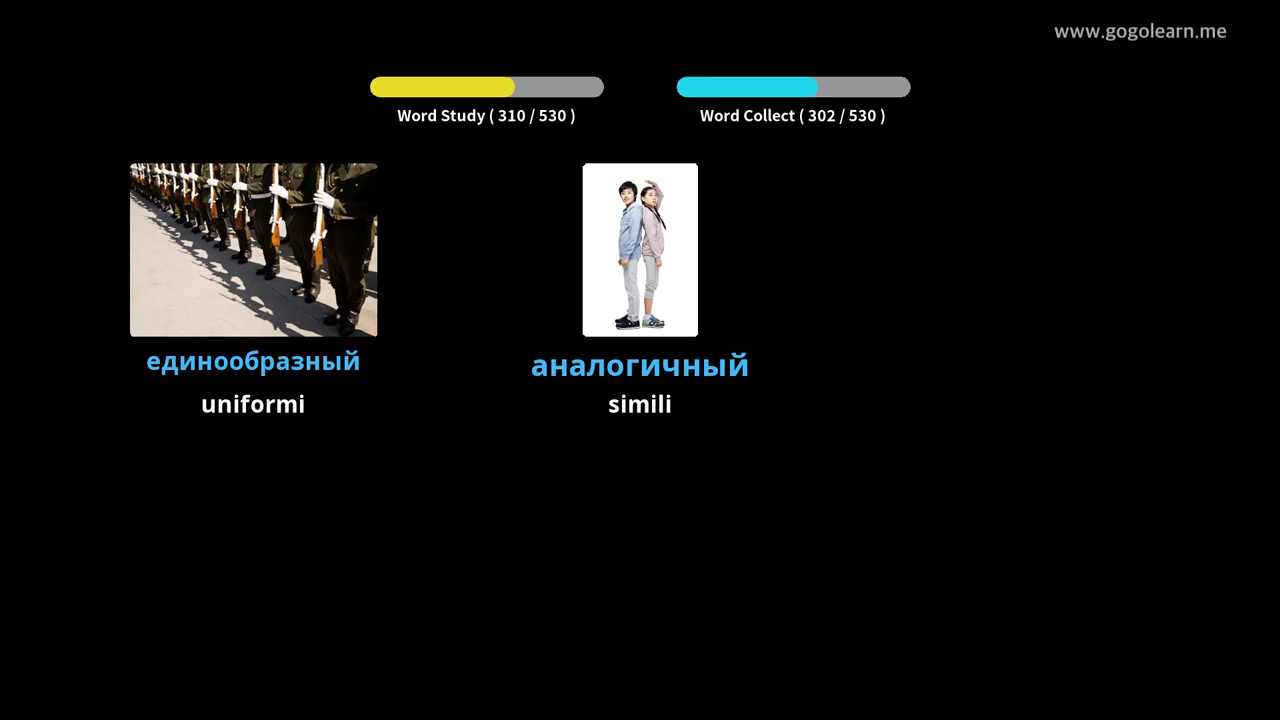 www.gogolearn.me
Word Study ( 310 / 530 )
Word Collect ( 302 / 530 )
единообразный
uniformi
аналогичный
simili